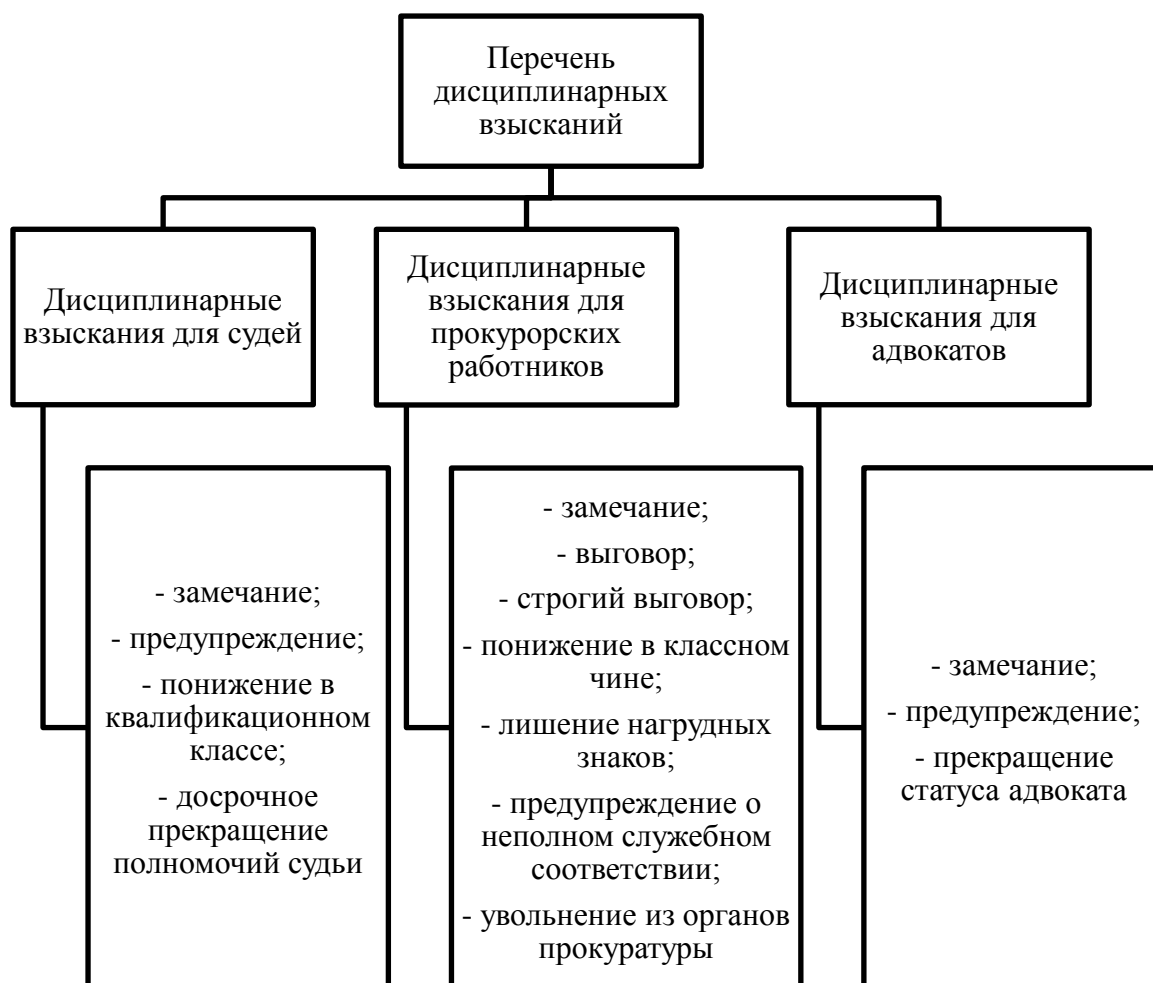 Перечень
дисциплинарных
взысканий
Дисциплинарные
взыскания для судей
Дисциплинарные
взыскания для
прокурорских
работников
Дисциплинарные
взыскания для
адвокатов
- замечание;
- предупреждение;
- понижение в
квалификационном
классе;
- досрочное
прекращение
полномочий судьи
- замечание;
- выговор;
- строгий выговор;
- понижение в классном
чине;
- лишение нагрудных
знаков;
- предупреждение о
неполном служебном
соответствии;
- увольнение из органов
прокуратуры
- замечание;
- предупреждение;
- прекращение
статуса адвоката